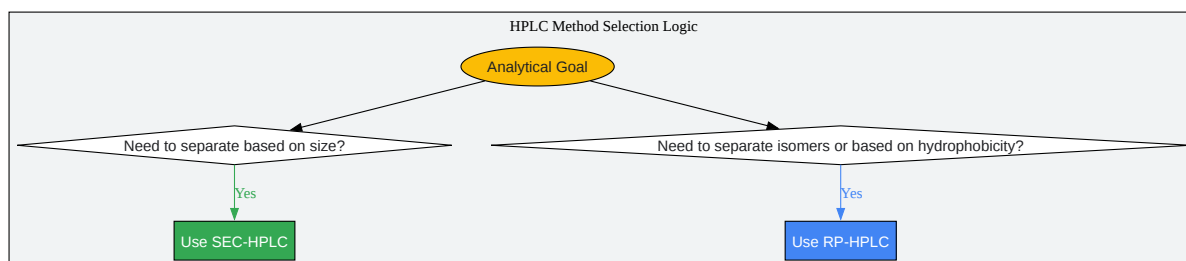 HPLC Method Selection Logic
Analytical Goal
Need to separate based on size?
Need to separate isomers or based on hydrophobicity?
Yes
Yes
Use SEC-HPLC
Use RP-HPLC